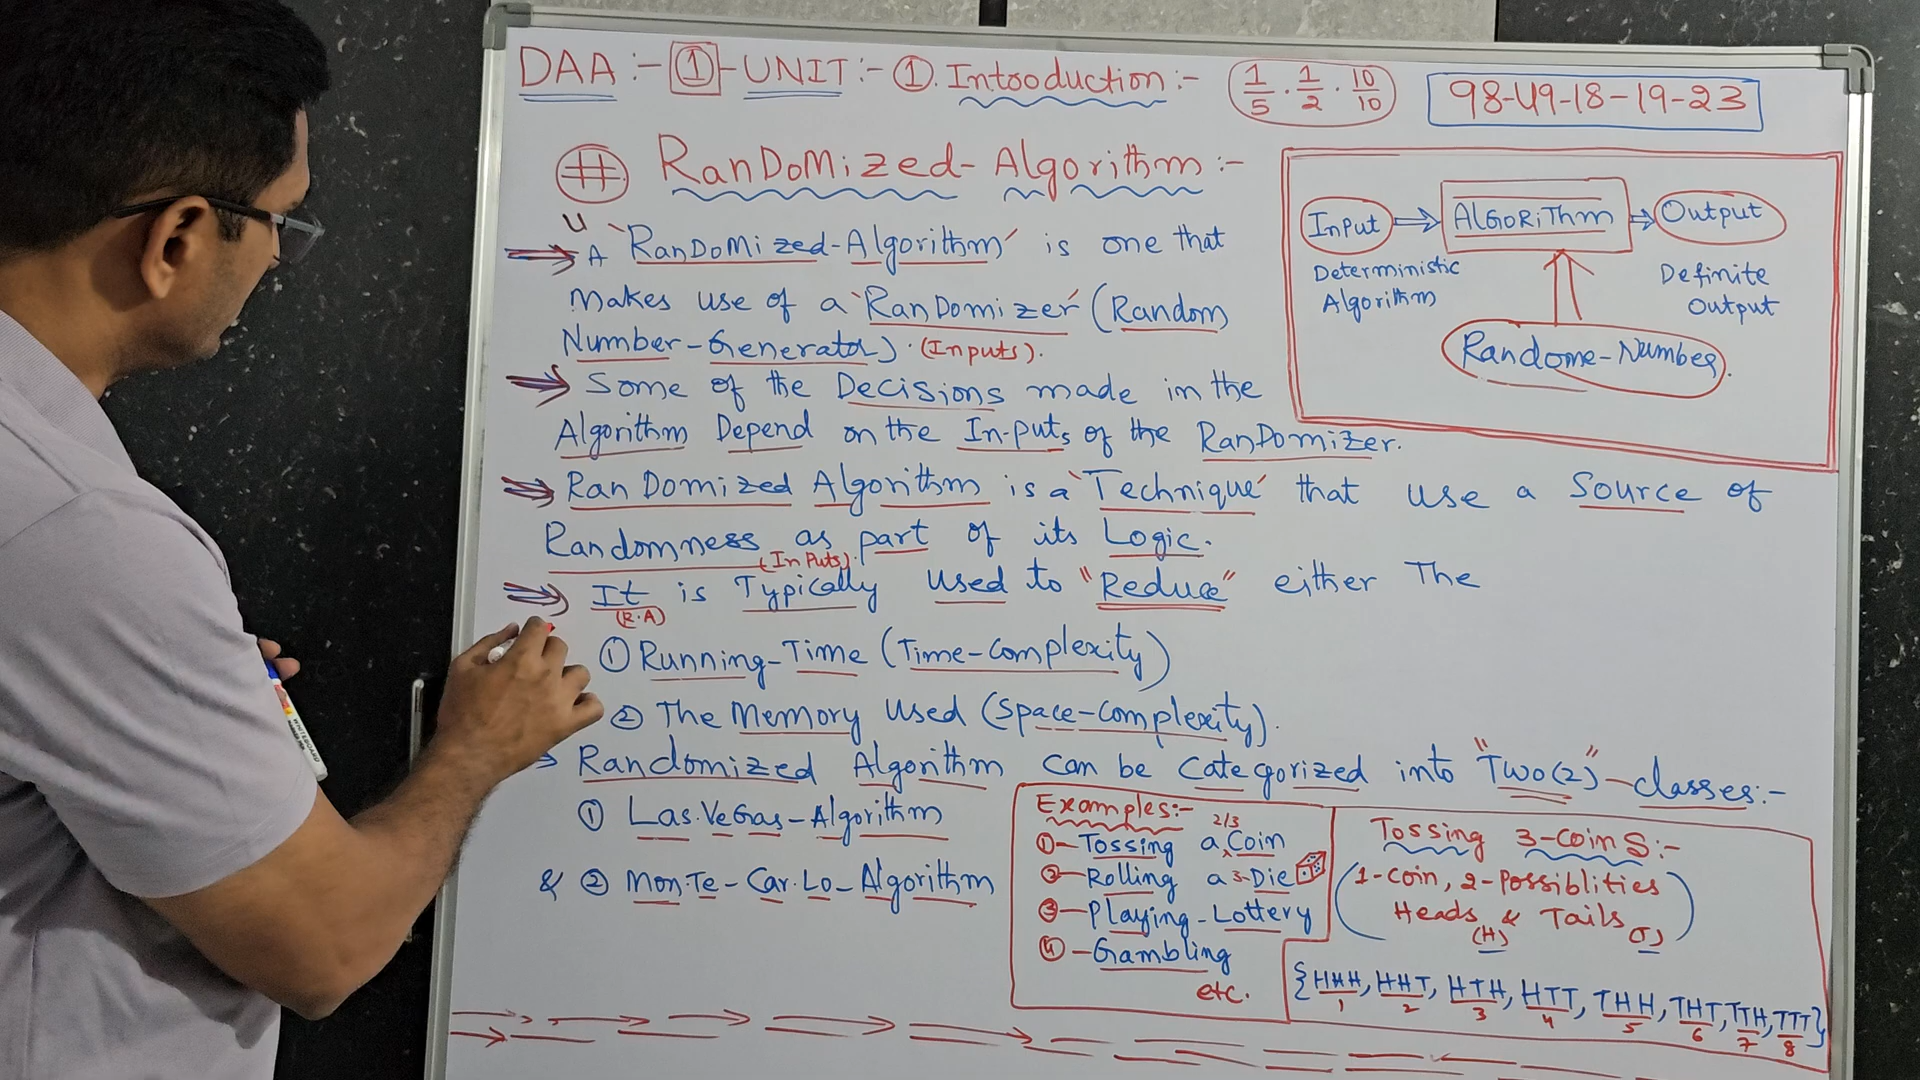 DAA :- ① - UNIT :- ①. Intooduction :- 1/5 . 1/2 . 10/10 98-49-18-19-23
# RanDoMized- Algorithm :-
A `RanDoMized-Algorithm´ is one that
Makes use of a `RanDomizer´ (Random
Number-Generator). (Inputs).
Some of the Decisions made in the
Algorithm Depend on the In-puts of the RanDomizer.
RanDomized Algorithm is a `Technique´ that use a Source of
Randomness as part of its Logic.
(InPuts).
It is Typically used to "Reduce" either The
(R.A)
① Running-Time (Time-complexity)
② The Memory Used (Space-complexity).
Randomized Algorithm can be categorized into "Two(2)"-classes:-
① Las.VeGas-Algorithm
& ② Mon.Te-Car.Lo-Algorithm
Input ⇒ ALGoRiThm ⇒ Output
Deterministic
Algorithm
Definite
Output
Randome-Number.
Examples:-
2/3
①-Tossing a Coin
②-Rolling a 3-Die
③-Playing-Lottery
④-Gambling
etc.
Tossing 3-coinS:-
(1-coin, 2-Possiblities
Heads & Tails)
(H) (T)
{HHH, HHT, HTH, HTT, THH, THT, TTH, TTT}
1 2 3 4 5 6 7 8